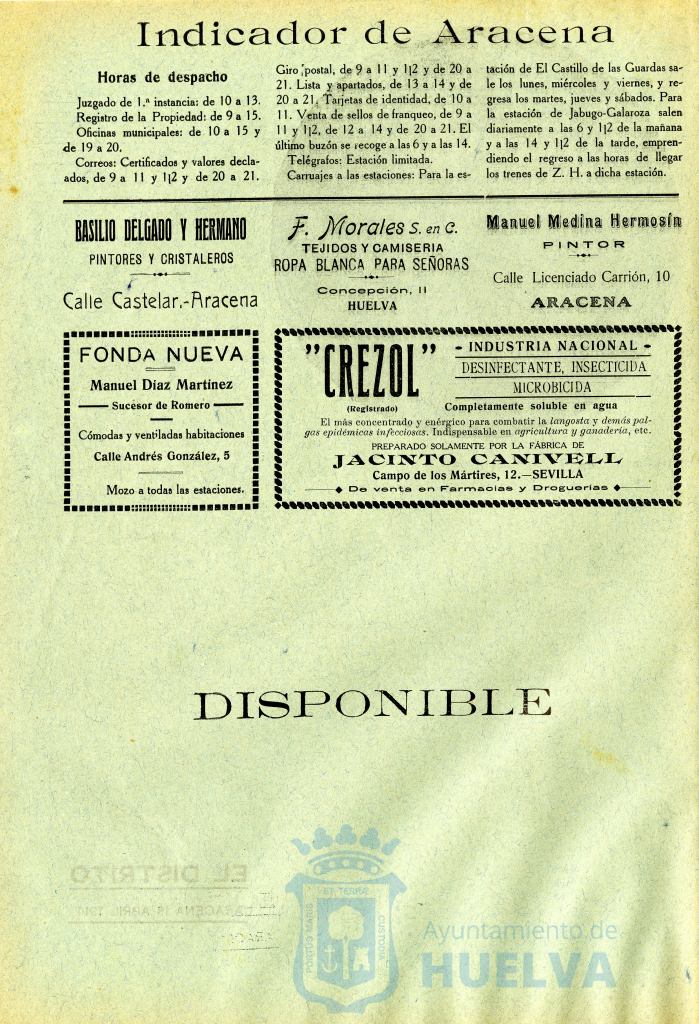 Indicador de Aracena
Horas de despacho
Juzgado de 1.ª instancia: de 10 a 13.
Registro de la Propiedad: de 9 a 15.
Oficinas municipales: de 10 a 15 y
de 19 a 20.
Correos: Certificados y valores decla-
ados, de 9 a 11 y 1|2 y de 20 a 21.
Giro postal, de 9 a 11 y 1|2 y de 20 a
21. Lista y apartados, de 13 a 14 y de
20 a 21. Tarjetas de identidad, de 10 a
11. Venta de sellos de franqueo, de 9 a
11 y 1|2, de 12 a 14 y de 20 a 21. El
último buzón se recoge a las 6 y a las 14.
Telégrafos: Estación limitada.
Carruajes a las estaciones: Para la es-
tación de El Castillo de las Guardas sa-
le los lunes, miércoles y viernes, y re-
gresa los martes, jueves y sábados. Para
la estación de Jabugo-Galaroza salen
diariamente a las 6 y 1|2 de la mañana
y a las 14 y 1|2 de la tarde, empren-
diendo el regreso a las horas de llegar
los trenes de Z. H. a dicha estación.
BASILIO DELGADO Y HERMANO
PINTORES Y CRISTALEROS
Calle Castelar.-Aracena
F. Morales S. en C.
TEJIDOS Y CAMISERIA
ROPA BLANCA PARA SEÑORAS
Concepción, 11
HUELVA
Manuel Medina Hermosín
PINTOR
Calle Licenciado Carrión, 10
ARACENA
FONDA NUEVA
Manuel Díaz Martínez
Sucesor de Romero
Cómodas y ventiladas habitaciones
Calle Andrés González, 5
Mozo a todas las estaciones.
"CREZOL"
(Registrado)
- INDUSTRIA NACIONAL -
DESINFECTANTE, INSECTICIDA
MICROBICIDA
Completamente soluble en agua
El más concentrado y enérgico para combatir la langosta y demás pal-
gas epidémicas infecciosas. Indispensable en agricultura y ganadería, etc.
PREPARADO SOLAMENTE POR LA FÁBRICA DE
JACINTO CANIVELL
Campo de los Mártires, 12.—SEVILLA
De venta en Farmacias y Droguerías
DISPONIBLE
EL DISTRITO
PORTUS MARIS
ET TERRÆ
CUSTODIA
Ayuntamiento de
HUELVA